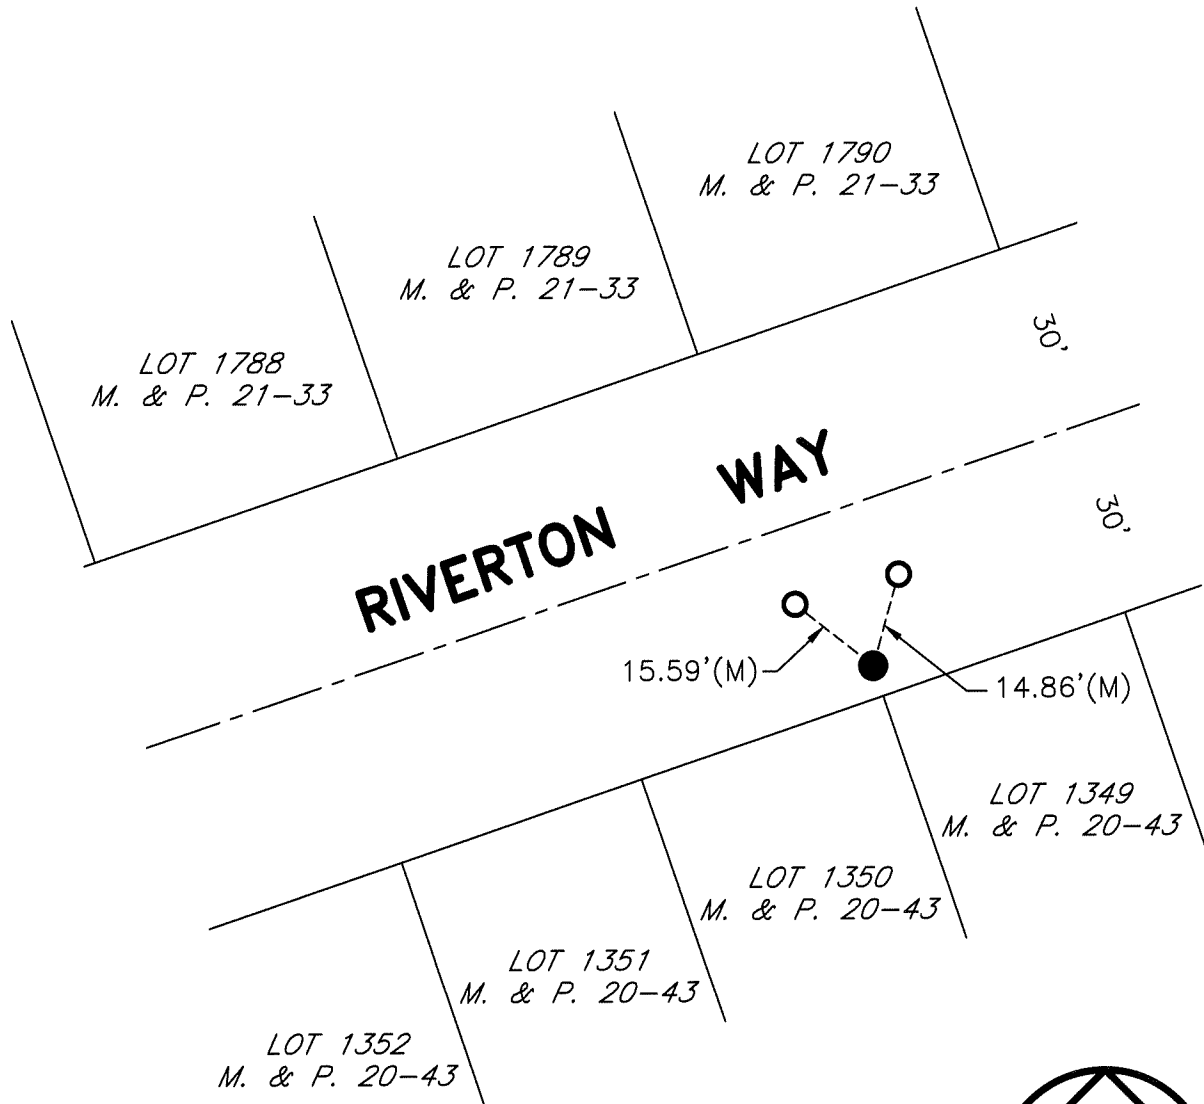 LOT 1790
M. & P. 21-33
LOT 1789
M. & P. 21-33
LOT 1788
M. & P. 21-33
30'
RIVERTON WAY
30'
15.59'(M)
14.86'(M)
LOT 1349
M. & P. 20-43
LOT 1350
M. & P. 20-43
LOT 1351
M. & P. 20-43
LOT 1352
M. & P. 20-43